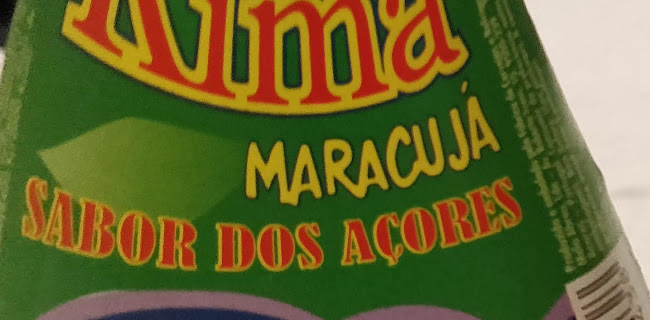 Kima
MARACUJÁ
SABOR DOS AÇORES